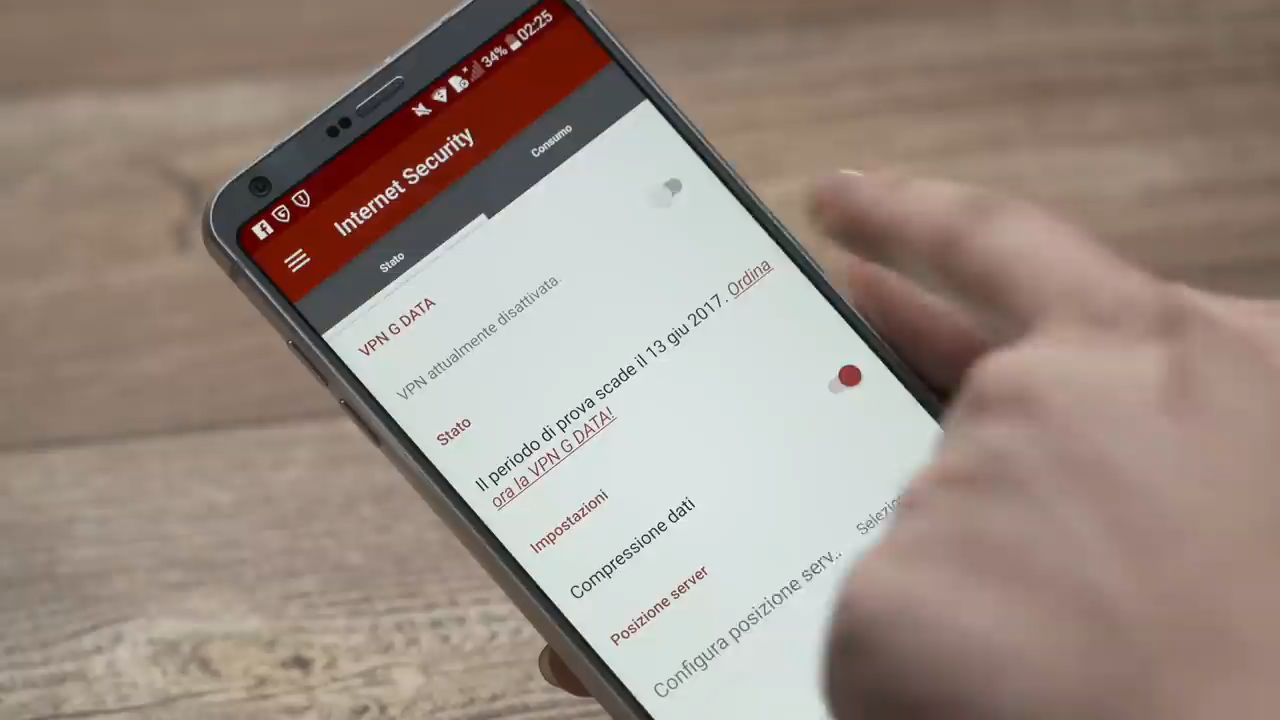 34% 02:25
Internet Security
Stato
Consumo
VPN G DATA
VPN attualmente disattivata.
Stato
Il periodo di prova scade il 13 giu 2017. Ordina
ora la VPN G DATA!
Impostazioni
Compressione dati
Posizione server
Configura posizione serv..